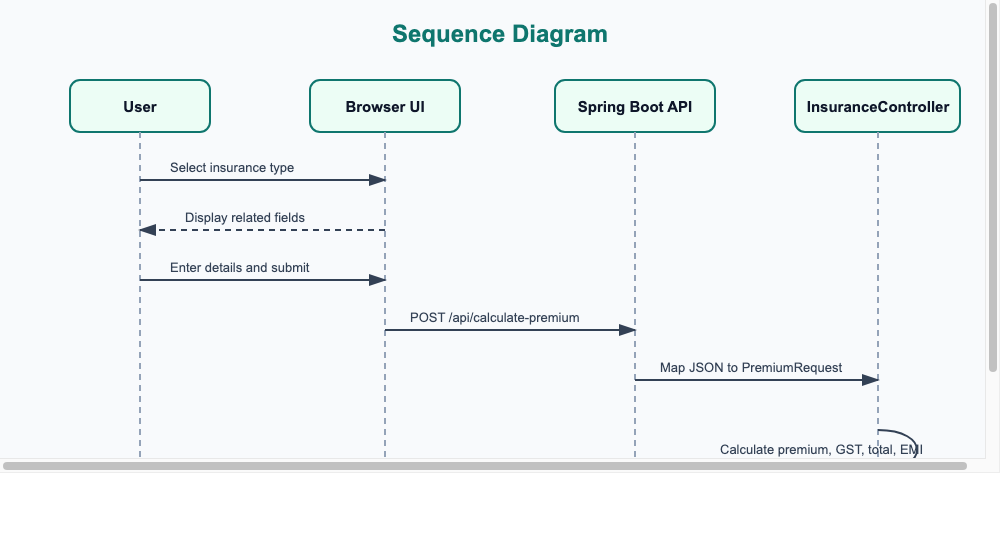 Sequence Diagram
User
Browser UI
Spring Boot API
InsuranceController
Select insurance type
Display related fields
Enter details and submit
POST /api/calculate-premium
Map JSON to PremiumRequest
Calculate premium, GST, total, EMI